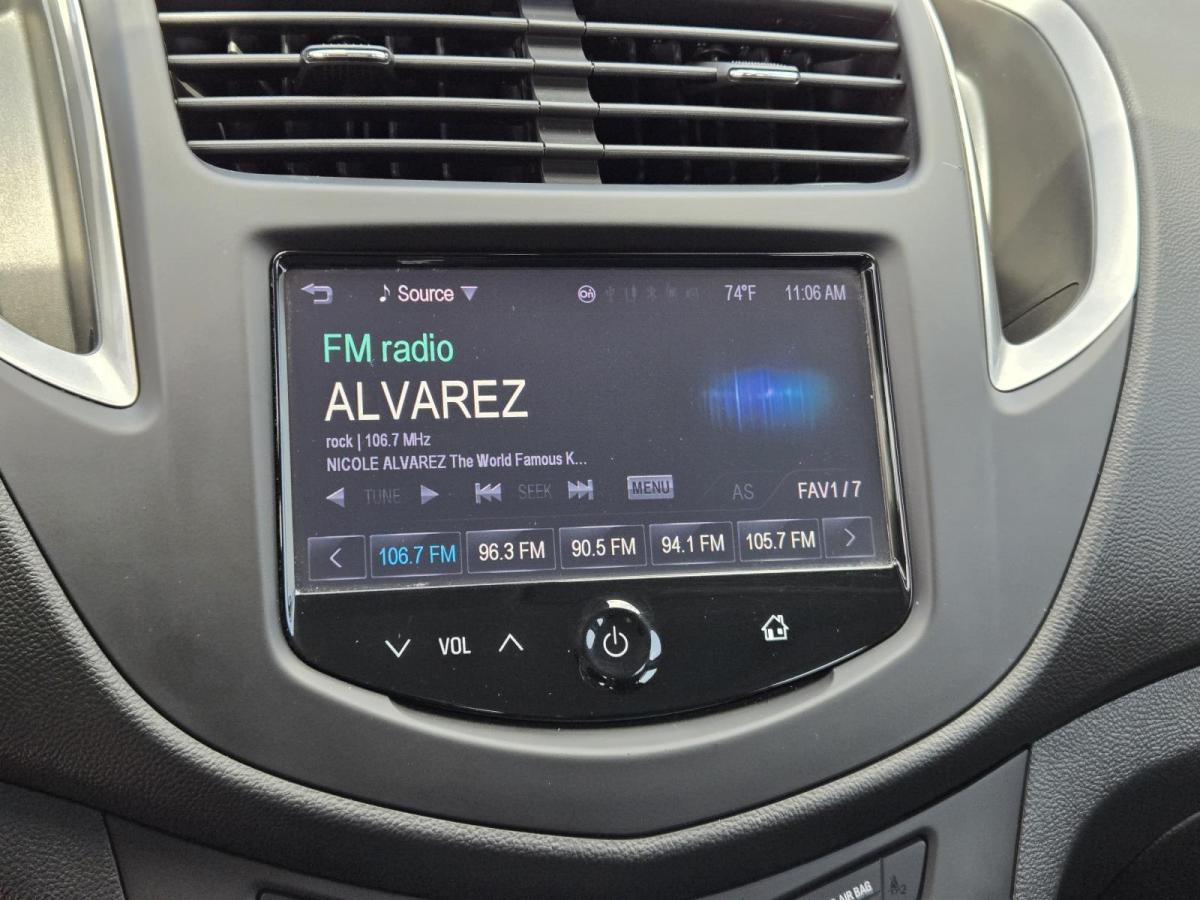 Source 74°F 11:06 AM
FM radio
ALVAREZ
rock | 106.7 MHz
NICOLE ALVAREZ The World Famous K...
TUNE SEEK MENU AS FAV1 / 7
106.7 FM 96.3 FM 90.5 FM 94.1 FM 105.7 FM
VOL
AIR BAG